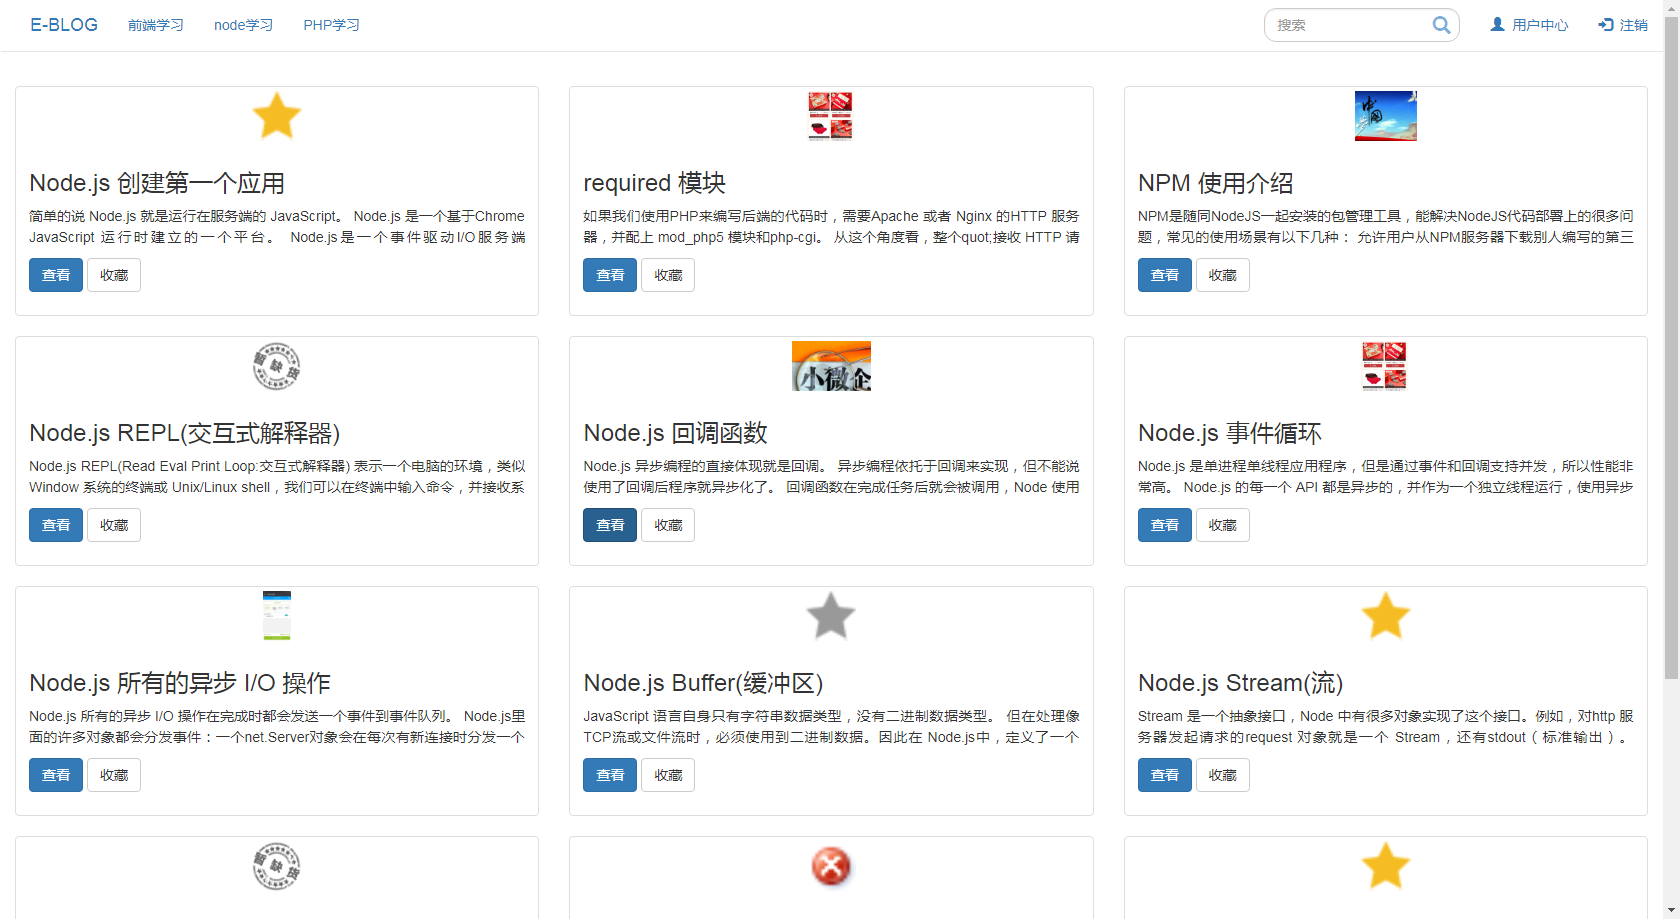 E-BLOG 前端学习 node学习 PHP学习 搜索 用户中心 注销
中国
Node.js 创建第一个应用
简单的说 Node.js 就是运行在服务端的 JavaScript。 Node.js 是一个基于Chrome
JavaScript 运行时建立的一个平台。 Node.js是一个事件驱动I/O服务端
查看 收藏
required 模块
如果我们使用PHP来编写后端的代码时，需要Apache 或者 Nginx 的HTTP 服务
器，并配上 mod_php5 模块和php-cgi。 从这个角度看，整个quot;接收 HTTP 请
查看 收藏
NPM 使用介绍
NPM是随同NodeJS一起安装的包管理工具，能解决NodeJS代码部署上的很多问
题，常见的使用场景有以下几种： 允许用户从NPM服务器下载别人编写的第三
查看 收藏
暂缺货
Node.js REPL(交互式解释器)
Node.js REPL(Read Eval Print Loop:交互式解释器) 表示一个电脑的环境，类似
Window 系统的终端或 Unix/Linux shell，我们可以在终端中输入命令，并接收系
查看 收藏
小微企
Node.js 回调函数
Node.js 异步编程的直接体现就是回调。 异步编程依托于回调来实现，但不能说
使用了回调后程序就异步化了。 回调函数在完成任务后就会被调用，Node 使用
查看 收藏
Node.js 事件循环
Node.js 是单进程单线程应用程序，但是通过事件和回调支持并发，所以性能非
常高。 Node.js 的每一个 API 都是异步的，并作为一个独立线程运行，使用异步
查看 收藏
Node.js 所有的异步 I/O 操作
Node.js 所有的异步 I/O 操作在完成时都会发送一个事件到事件队列。 Node.js里
面的许多对象都会分发事件：一个net.Server对象会在每次有新连接时分发一个
查看 收藏
Node.js Buffer(缓冲区)
JavaScript 语言自身只有字符串数据类型，没有二进制数据类型。 但在处理像
TCP流或文件流时，必须使用到二进制数据。因此在 Node.js中，定义了一个
查看 收藏
Node.js Stream(流)
Stream 是一个抽象接口，Node 中有很多对象实现了这个接口。例如，对http 服
务器发起请求的request 对象就是一个 Stream，还有stdout（标准输出）。
查看 收藏
暂缺货